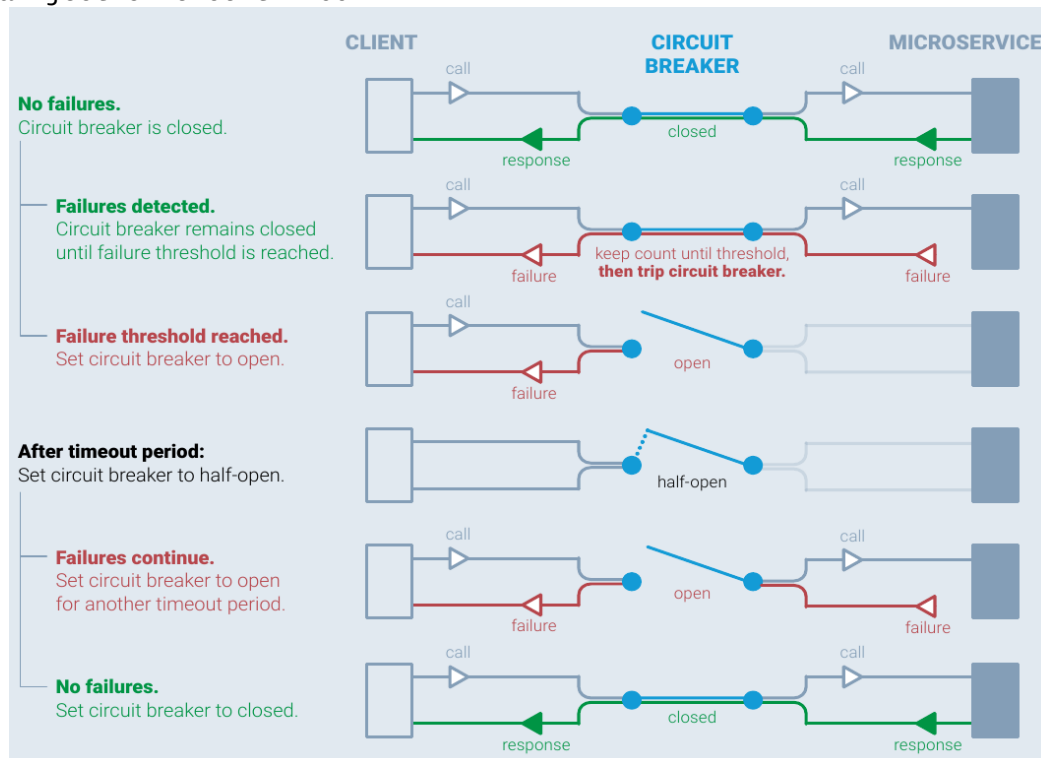 CLIENT
CIRCUIT
BREAKER
MICROSERVICE
No failures.
Circuit breaker is closed.
call
call
closed
response
response
Failures detected.
Circuit breaker remains closed
until failure threshold is reached.
call
call
keep count until threshold,
then trip circuit breaker.
failure
failure
Failure threshold reached.
Set circuit breaker to open.
call
open
failure
After timeout period:
Set circuit breaker to half-open.
half-open
Failures continue.
Set circuit breaker to open
for another timeout period.
call
call
open
failure
failure
No failures.
Set circuit breaker to closed.
call
call
closed
response
response